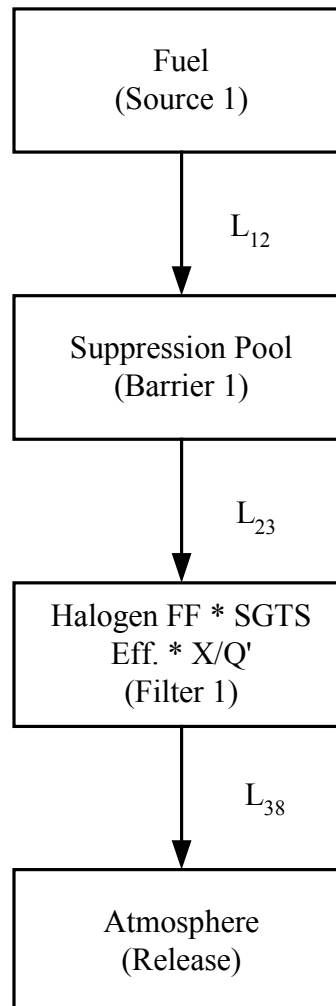 Fuel
(Source 1)
L12
Suppression Pool
(Barrier 1)
L23
Halogen FF * SGTS
Eff. * X/Q'
(Filter 1)
L38
Atmosphere
(Release)